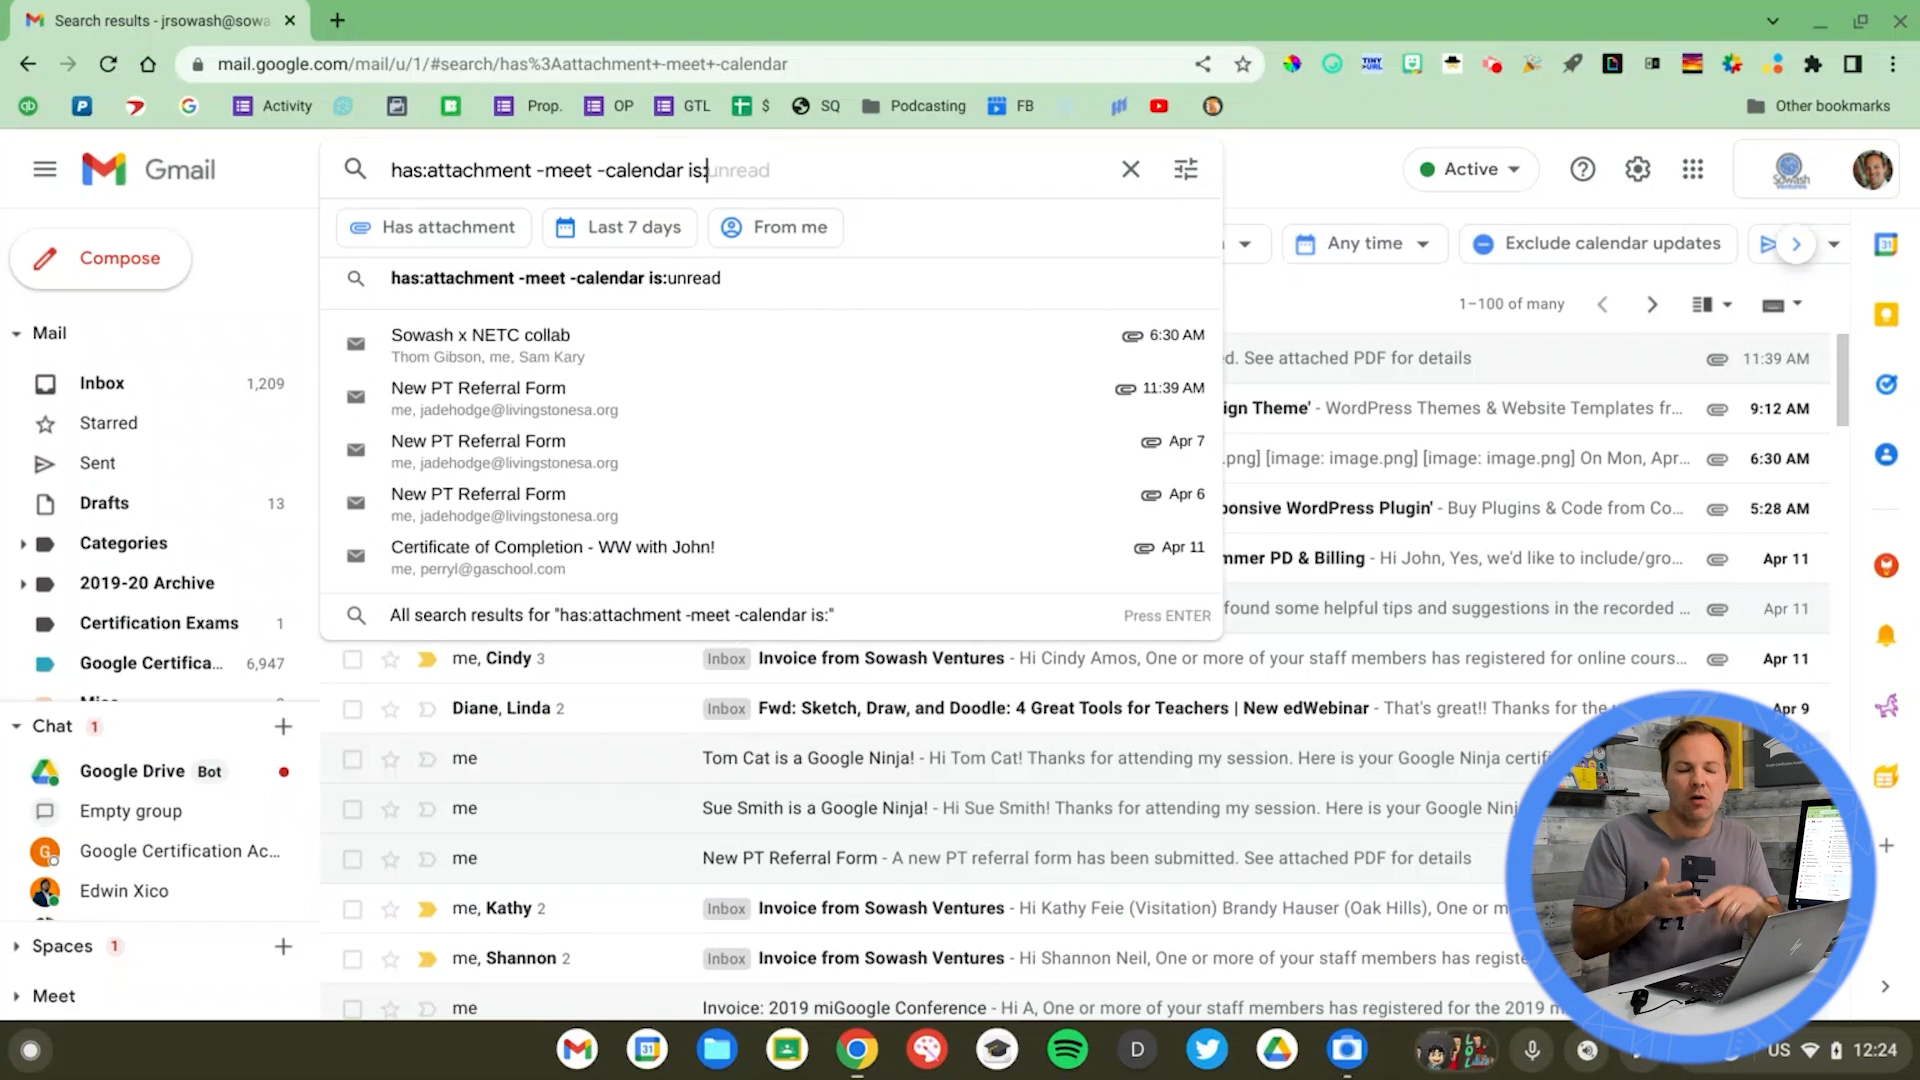 Search results - jrsowash@sowa
mail.google.com/mail/u/1/#search/has%3Aattachment+-meet+-calendar
TINY
URL
Activity
Prop.
OP
GTL
$
SQ
Podcasting
FB
Other bookmarks
Gmail
has:attachment -meet -calendar is:unread
Active
Sowash
Ventures
Has attachment
Last 7 days
From me
Any time
Exclude calendar updates
31
Compose
has:attachment -meet -calendar is:unread
1–100 of many
Mail
Sowash x NETC collab
6:30 AM
Thom Gibson, me, Sam Kary
d. See attached PDF for details
11:39 AM
Inbox
1,209
New PT Referral Form
11:39 AM
me, jadehodge@livingstonesa.org
ign Theme' - WordPress Themes & Website Templates fr...
9:12 AM
Starred
New PT Referral Form
Apr 7
me, jadehodge@livingstonesa.org
.png] [image: image.png] [image: image.png] On Mon, Apr...
6:30 AM
Sent
New PT Referral Form
Apr 6
me, jadehodge@livingstonesa.org
ponsive WordPress Plugin' - Buy Plugins & Code from Co...
5:28 AM
Drafts
13
Certificate of Completion - WW with John!
Apr 11
me, perryl@gaschool.com
mmer PD & Billing - Hi John, Yes, we'd like to include/gro...
Apr 11
Categories
2019-20 Archive
All search results for "has:attachment -meet -calendar is:"
Press ENTER
found some helpful tips and suggestions in the recorded ...
Apr 11
Certification Exams
1
Google Certifica...
6,947
me, Cindy 3
Inbox
Invoice from Sowash Ventures - Hi Cindy Amos, One or more of your staff members has registered for online cours...
Apr 11
Chat
1
Diane, Linda 2
Inbox
Fwd: Sketch, Draw, and Doodle: 4 Great Tools for Teachers | New edWebinar - That's great!! Thanks for the
Apr 9
Google Drive
Bot
me
Tom Cat is a Google Ninja! - Hi Tom Cat! Thanks for attending my session. Here is your Google Ninja certif
Empty group
me
Sue Smith is a Google Ninja! - Hi Sue Smith! Thanks for attending my session. Here is your Google Ninj
G
Google Certification Ac...
me
New PT Referral Form - A new PT referral form has been submitted. See attached PDF for details
Edwin Xico
me, Kathy 2
Inbox
Invoice from Sowash Ventures - Hi Kathy Feie (Visitation) Brandy Hauser (Oak Hills), One or m
Spaces
1
me, Shannon 2
Inbox
Invoice from Sowash Ventures - Hi Shannon Neil, One or more of your staff members has registe
Meet
me
Invoice: 2019 miGoogle Conference - Hi A, One or more of your staff members has registered for the 2019 m
31
D
US
12:24